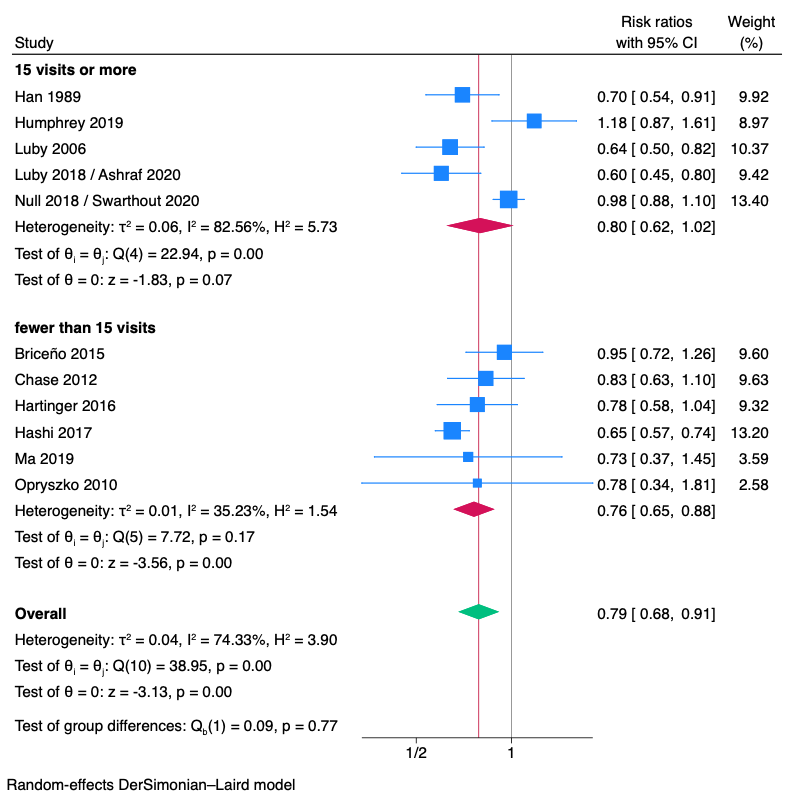 Risk ratios Weight
Study with 95% CI (%)
15 visits or more
Han 1989 0.70 [ 0.54, 0.91] 9.92
Humphrey 2019 1.18 [ 0.87, 1.61] 8.97
Luby 2006 0.64 [ 0.50, 0.82] 10.37
Luby 2018 / Ashraf 2020 0.60 [ 0.45, 0.80] 9.42
Null 2018 / Swarthout 2020 0.98 [ 0.88, 1.10] 13.40
Heterogeneity: τ² = 0.06, I² = 82.56%, H² = 5.73 0.80 [ 0.62, 1.02]
Test of θᵢ = θⱼ: Q(4) = 22.94, p = 0.00
Test of θ = 0: z = -1.83, p = 0.07
fewer than 15 visits
Briceño 2015 0.95 [ 0.72, 1.26] 9.60
Chase 2012 0.83 [ 0.63, 1.10] 9.63
Hartinger 2016 0.78 [ 0.58, 1.04] 9.32
Hashi 2017 0.65 [ 0.57, 0.74] 13.20
Ma 2019 0.73 [ 0.37, 1.45] 3.59
Opryszko 2010 0.78 [ 0.34, 1.81] 2.58
Heterogeneity: τ² = 0.01, I² = 35.23%, H² = 1.54 0.76 [ 0.65, 0.88]
Test of θᵢ = θⱼ: Q(5) = 7.72, p = 0.17
Test of θ = 0: z = -3.56, p = 0.00
Overall 0.79 [ 0.68, 0.91]
Heterogeneity: τ² = 0.04, I² = 74.33%, H² = 3.90
Test of θᵢ = θⱼ: Q(10) = 38.95, p = 0.00
Test of θ = 0: z = -3.13, p = 0.00
Test of group differences: Q_b(1) = 0.09, p = 0.77
1/2 1
Random-effects DerSimonian–Laird model